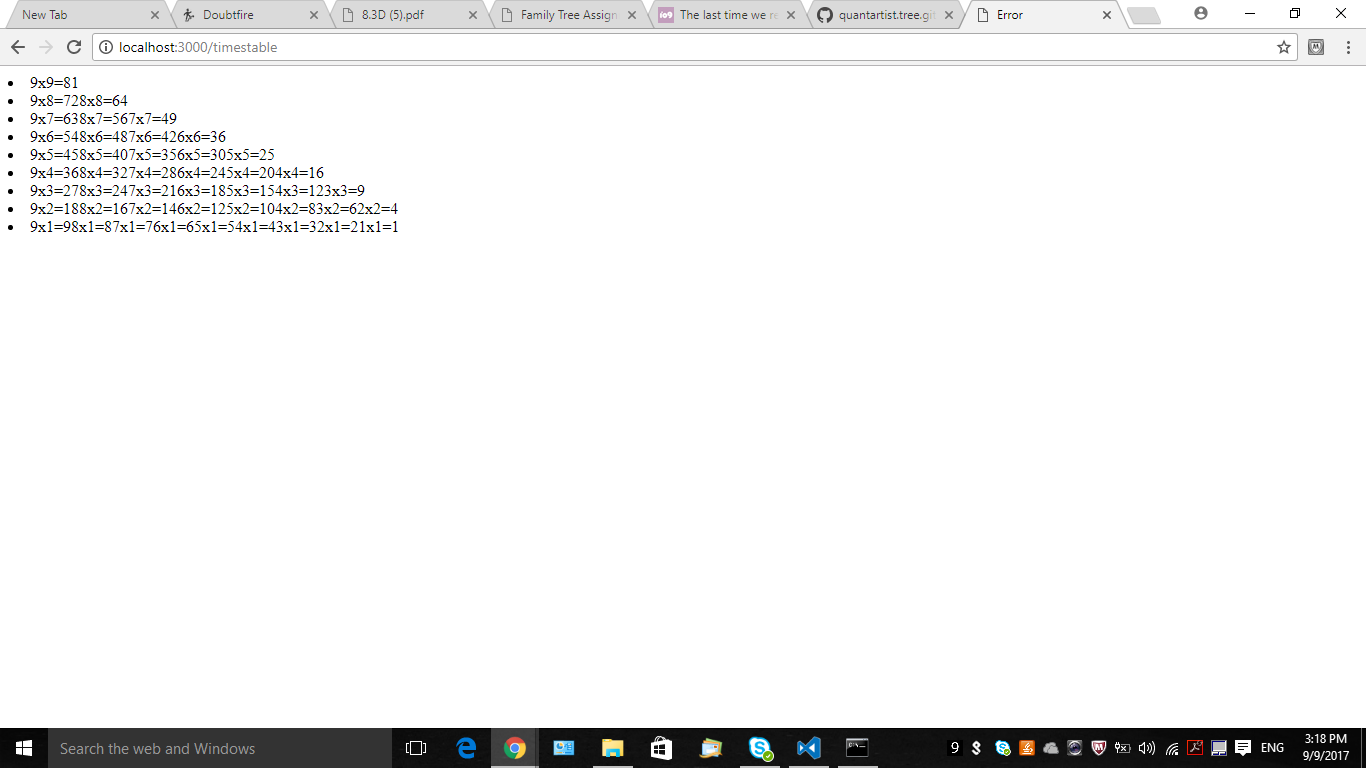 New Tab
Doubtfire
8.3D (5).pdf
Family Tree Assign
The last time we re
quantartist.tree.git
Error
localhost:3000/timestable
• 9x9=81
• 9x8=728x8=64
• 9x7=638x7=567x7=49
• 9x6=548x6=487x6=426x6=36
• 9x5=458x5=407x5=356x5=305x5=25
• 9x4=368x4=327x4=286x4=245x4=204x4=16
• 9x3=278x3=247x3=216x3=185x3=154x3=123x3=9
• 9x2=188x2=167x2=146x2=125x2=104x2=83x2=62x2=4
• 9x1=98x1=87x1=76x1=65x1=54x1=43x1=32x1=21x1=1
Search the web and Windows
9
ENG
3:18 PM
9/9/2017